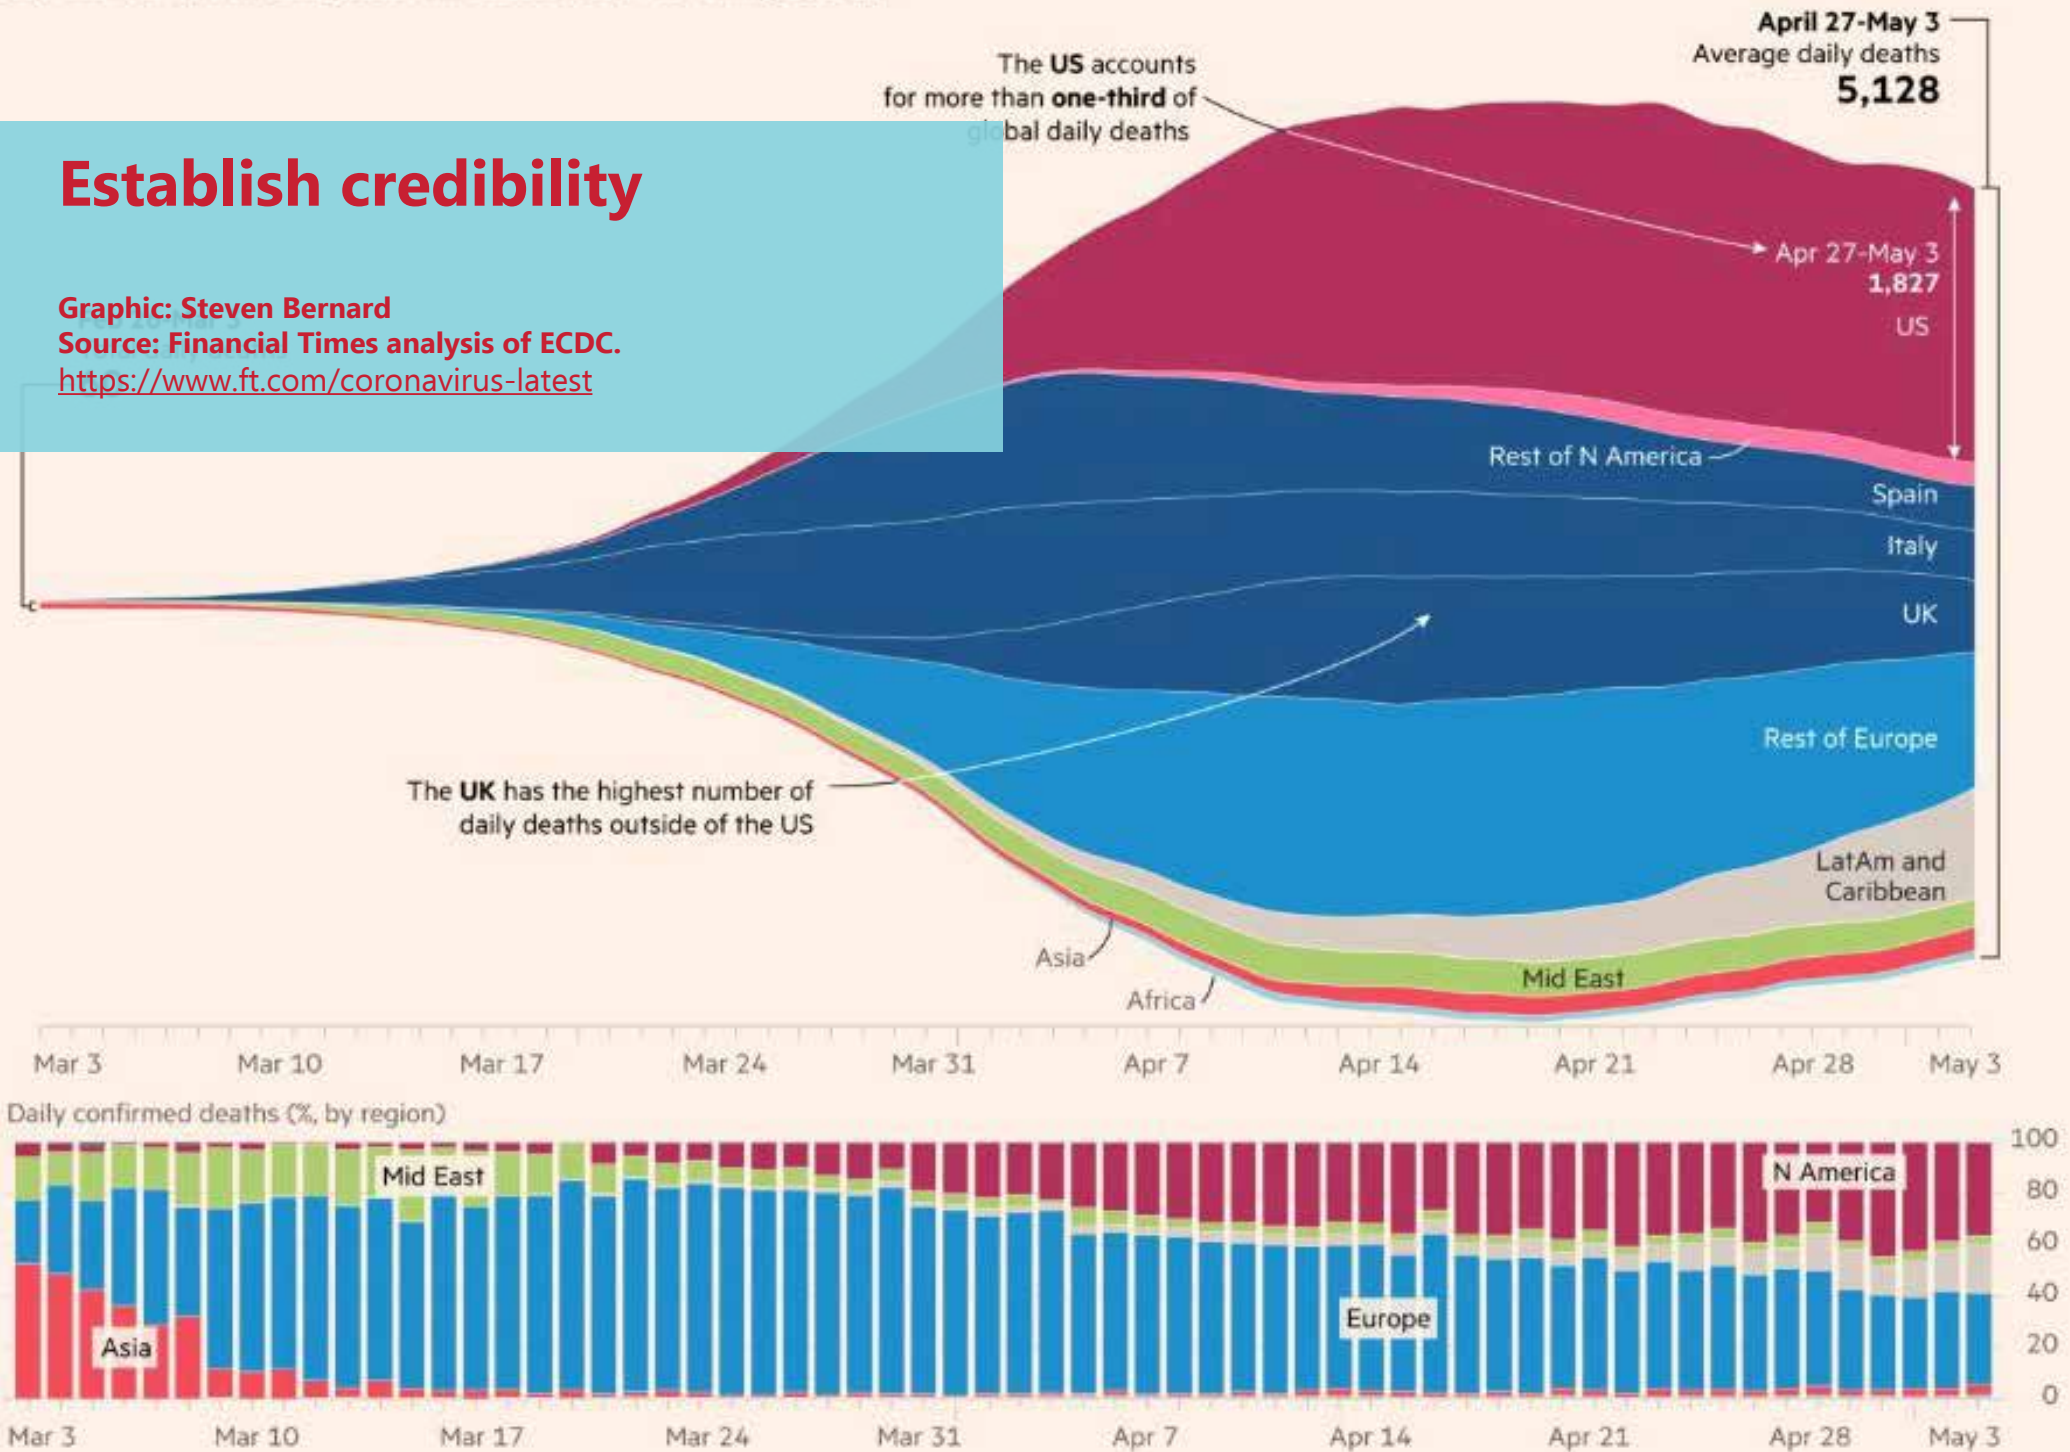 April 27-May 3
Average daily deaths
5,128
The US accounts
for more than one-third of
global daily deaths
Establish credibility
Graphic: Steven Bernard
Source: Financial Times analysis of ECDC.
https://www.ft.com/coronavirus-latest
Apr 27-May 3
1,827
US
Rest of N America
Spain
Italy
UK
Rest of Europe
The UK has the highest number of
daily deaths outside of the US
LatAm and
Caribbean
Asia
Mid East
Africa
Mar 3 Mar 10 Mar 17 Mar 24 Mar 31 Apr 7 Apr 14 Apr 21 Apr 28 May 3
Daily confirmed deaths (%, by region)
100
Mid East
N America
80
60
40
Europe
Asia
20
0
Mar 3 Mar 10 Mar 17 Mar 24 Mar 31 Apr 7 Apr 14 Apr 21 Apr 28 May 3